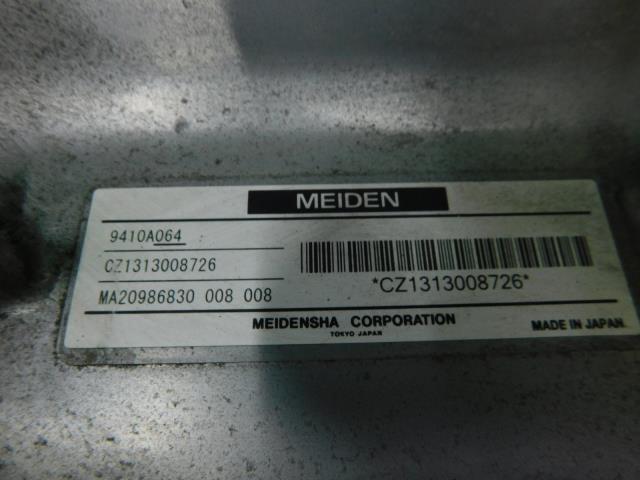 MEIDEN
9410A064
CZ1313008726
MA20986830 008 008
*CZ1313008726*
MEIDENSHA CORPORATION
TOKYO JAPAN
MADE IN JAPAN